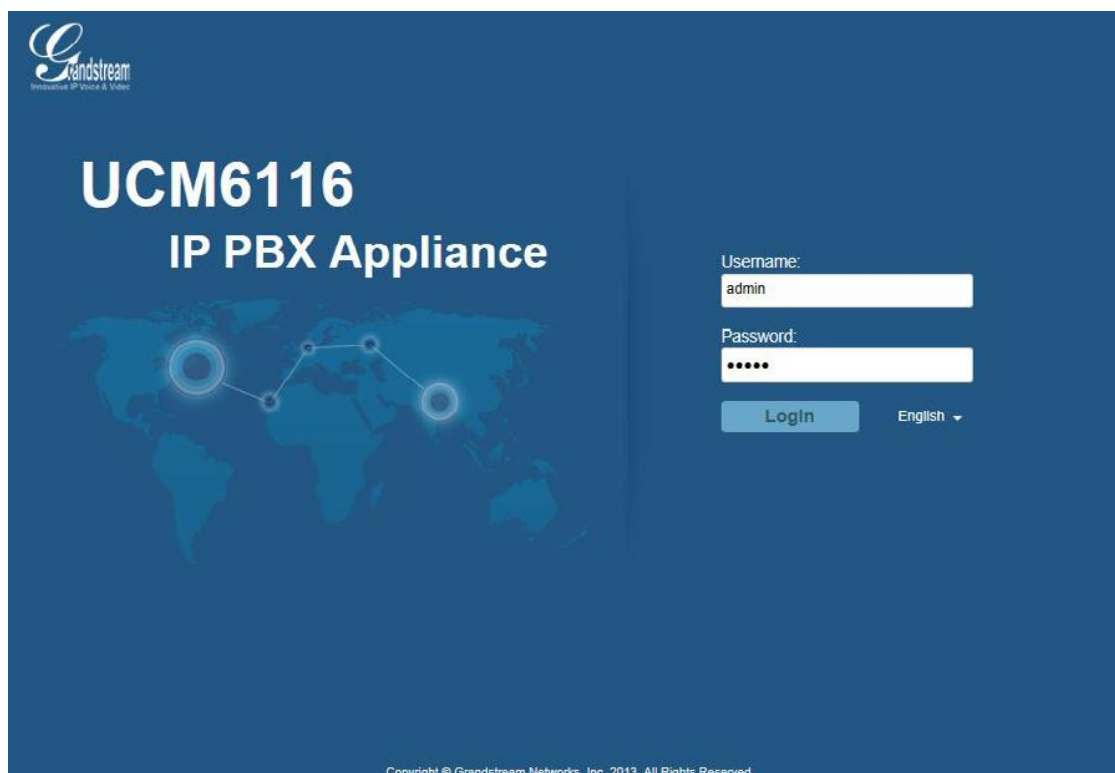 Grandstream
Innovative IP Voice & Video
UCM6116
IP PBX Appliance
Username:
admin
Password:
•••••
LogIn
English
Copyright © Grandstream Networks, Inc. 2013. All Rights Reserved.